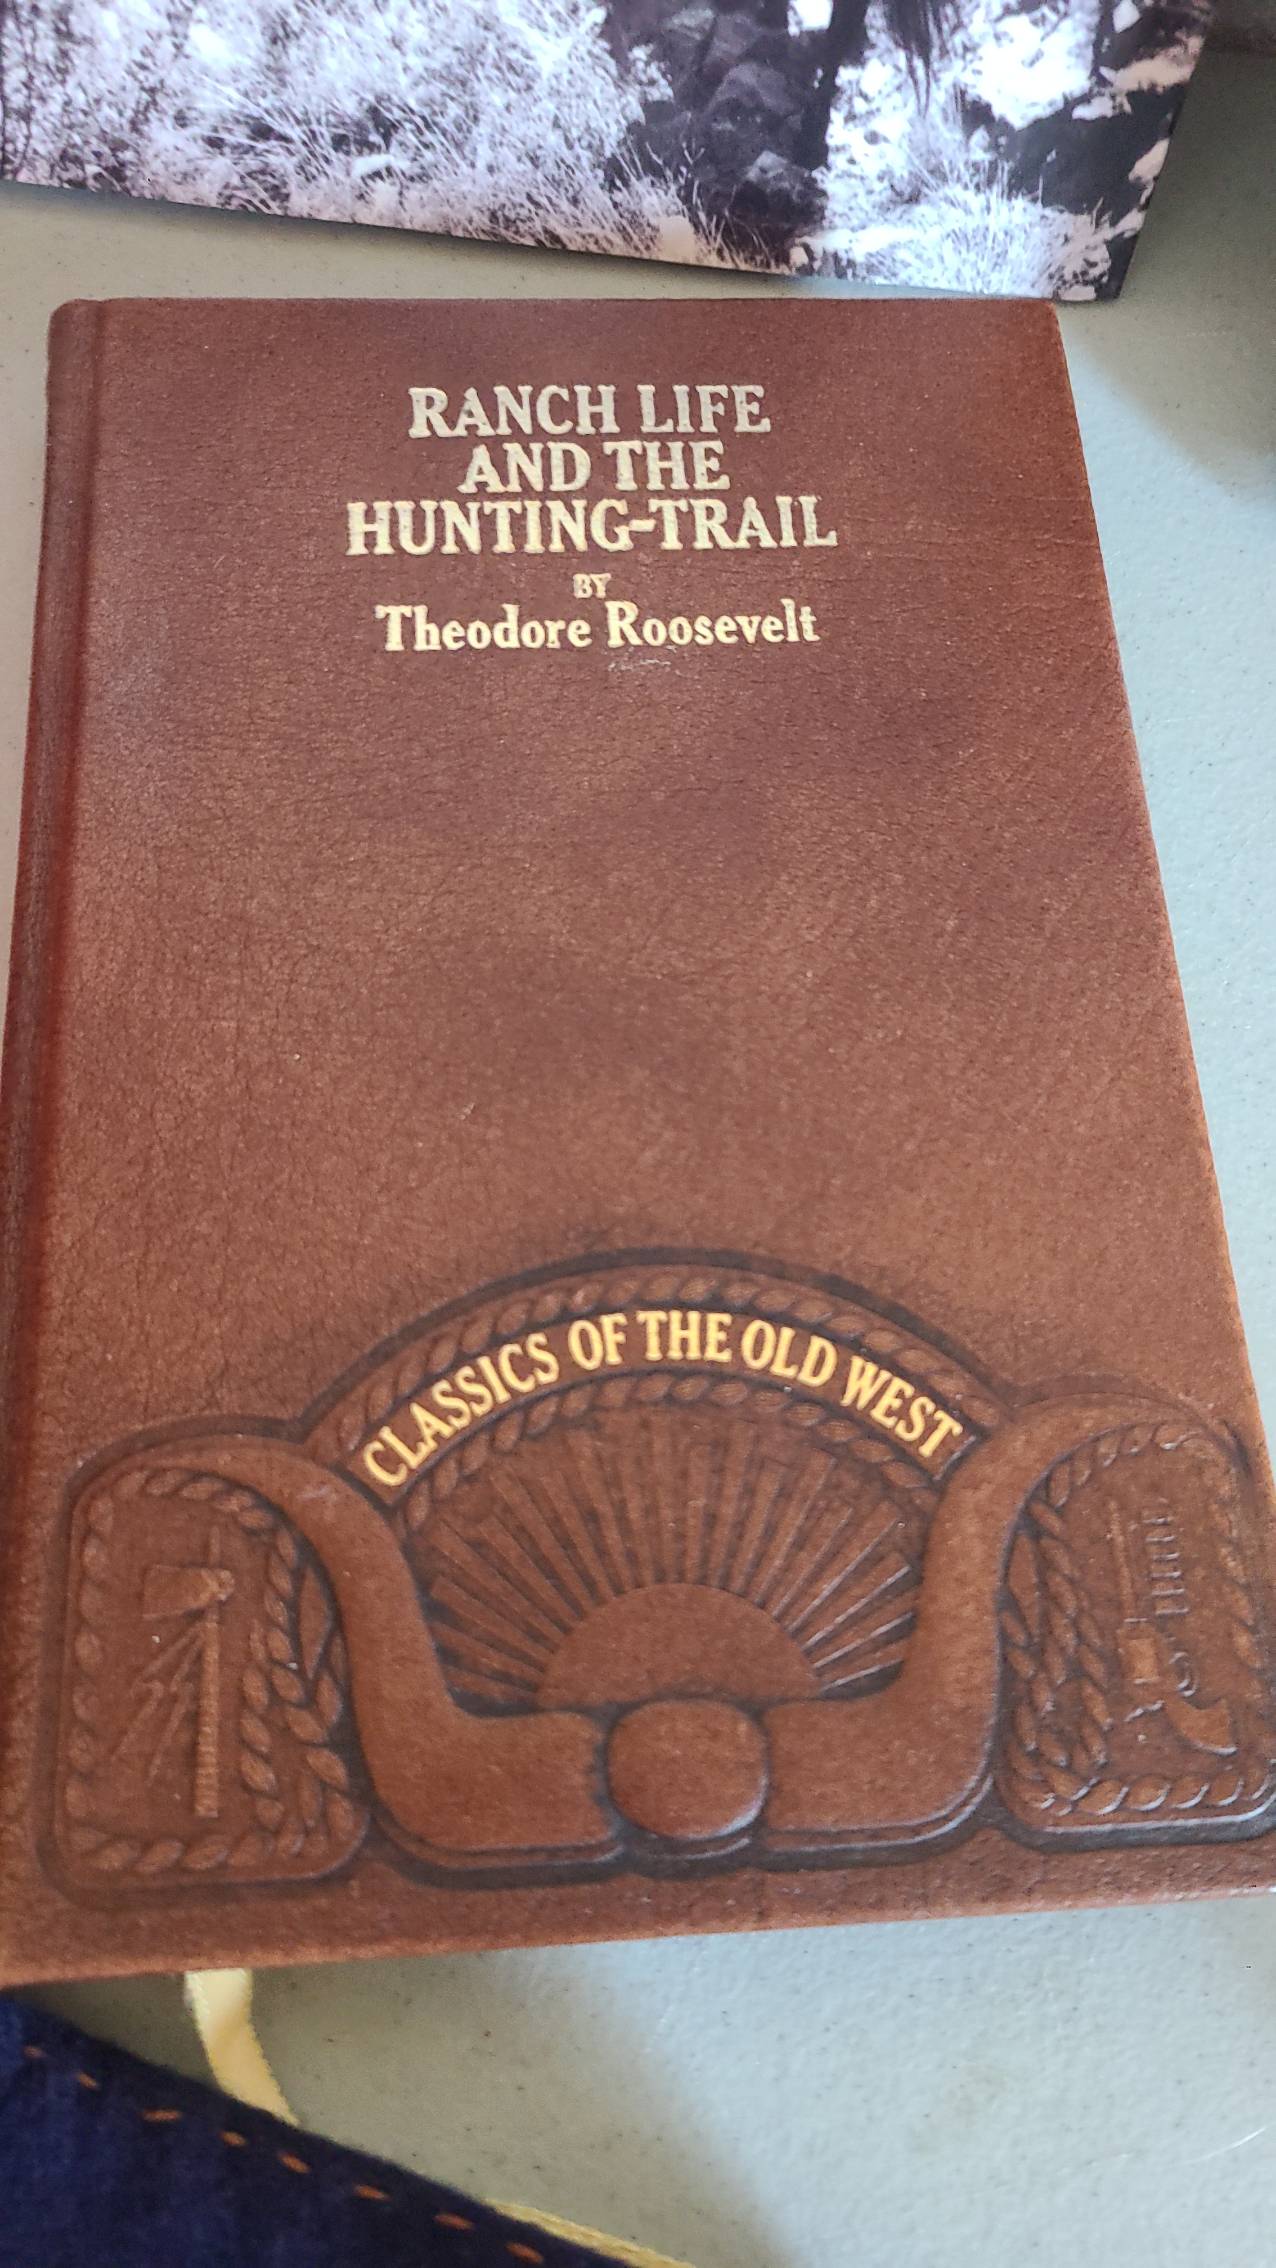 RANCH LIFE
AND THE
HUNTING-TRAIL
BY
Theodore Roosevelt
CLASSICS OF THE OLD WEST